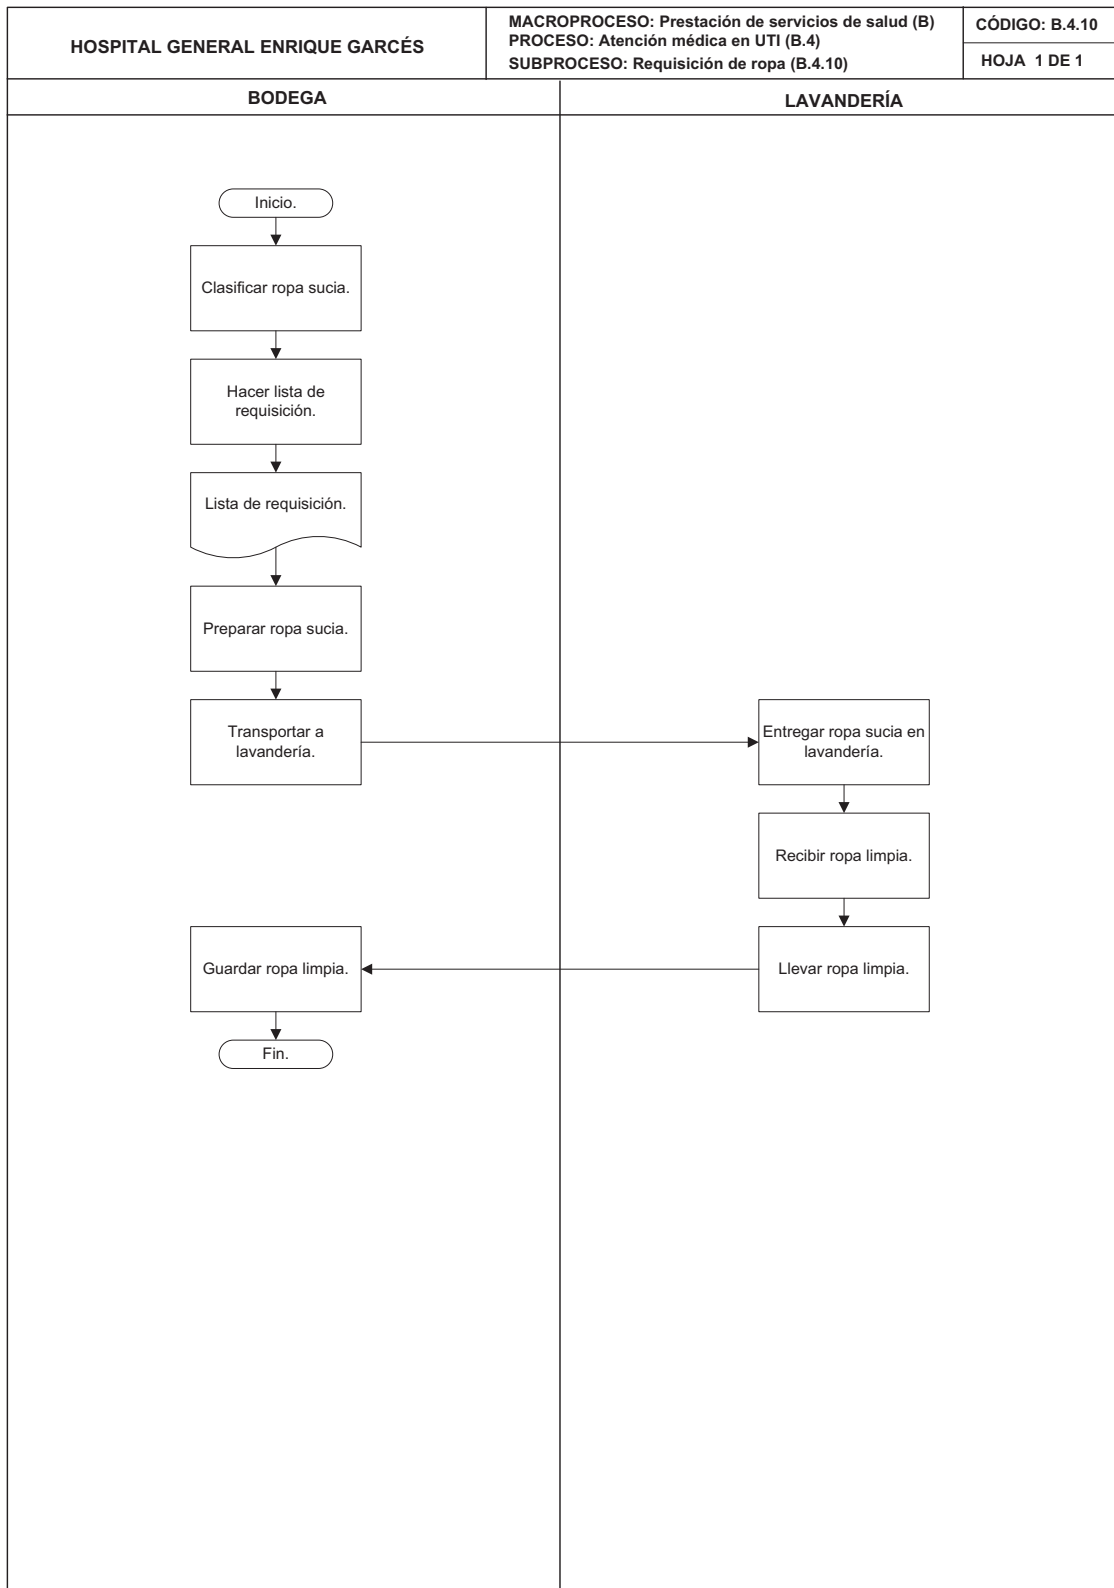 HOSPITAL GENERAL ENRIQUE GARCÉS
MACROPROCESO: Prestación de servicios de salud (B)
PROCESO: Atención médica en UTI (B.4)
SUBPROCESO: Requisición de ropa (B.4.10)
CÓDIGO: B.4.10
HOJA 1 DE 1
BODEGA
LAVANDERÍA
Inicio.
Clasificar ropa sucia.
Hacer lista de
requisición.
Lista de requisición.
Preparar ropa sucia.
Transportar a
lavandería.
Entregar ropa sucia en
lavandería.
Recibir ropa limpia.
Llevar ropa limpia.
Guardar ropa limpia.
Fin.